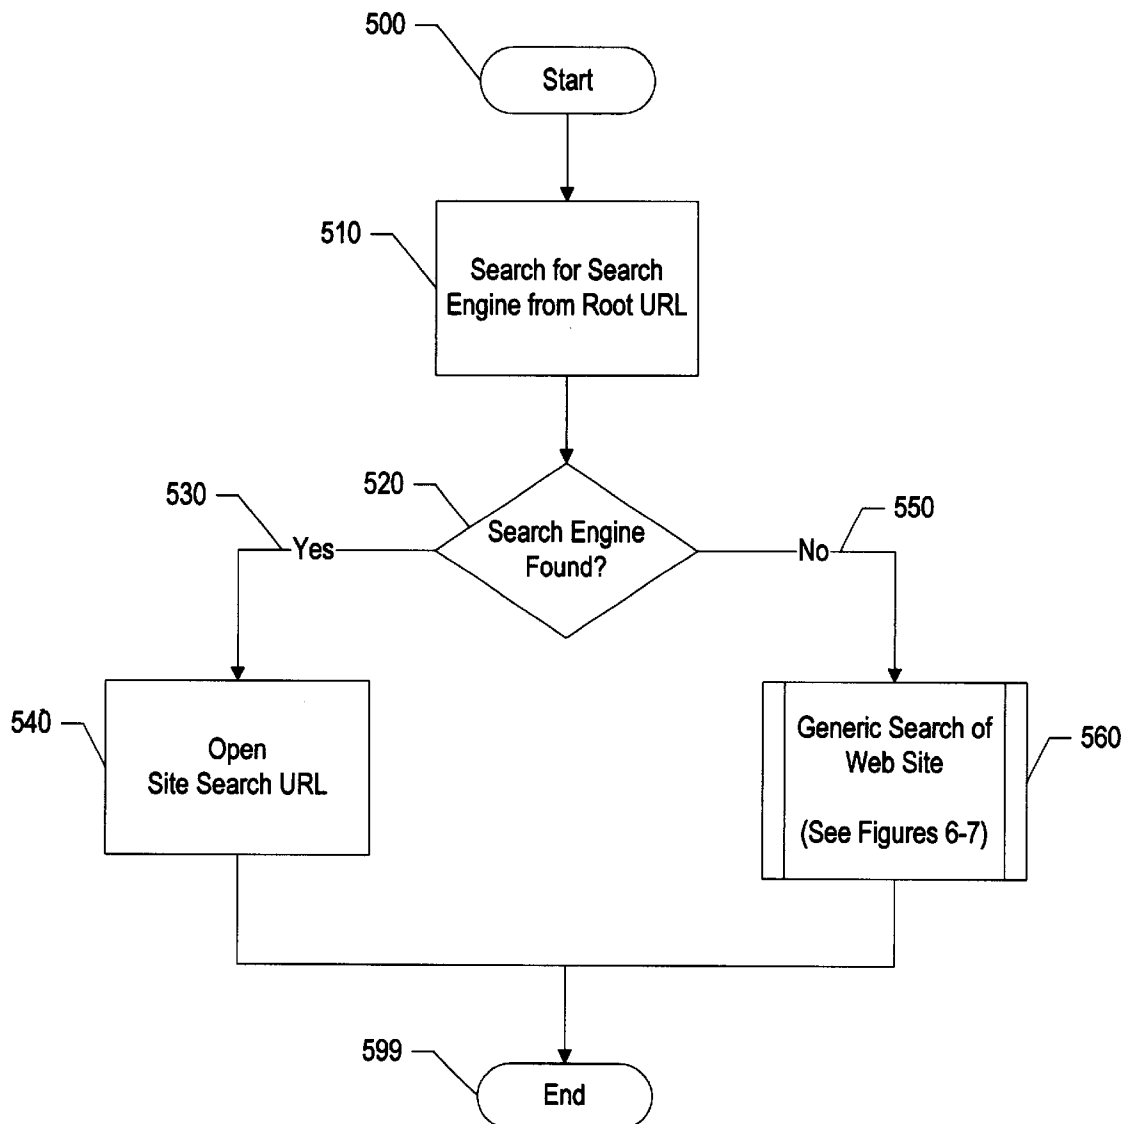 500
Start
510
Search for Search
Engine from Root URL
530
520
550
Yes
Search Engine
Found?
No
540
Open
Site Search URL
Generic Search of
Web Site
(See Figures 6-7)
560
599
End